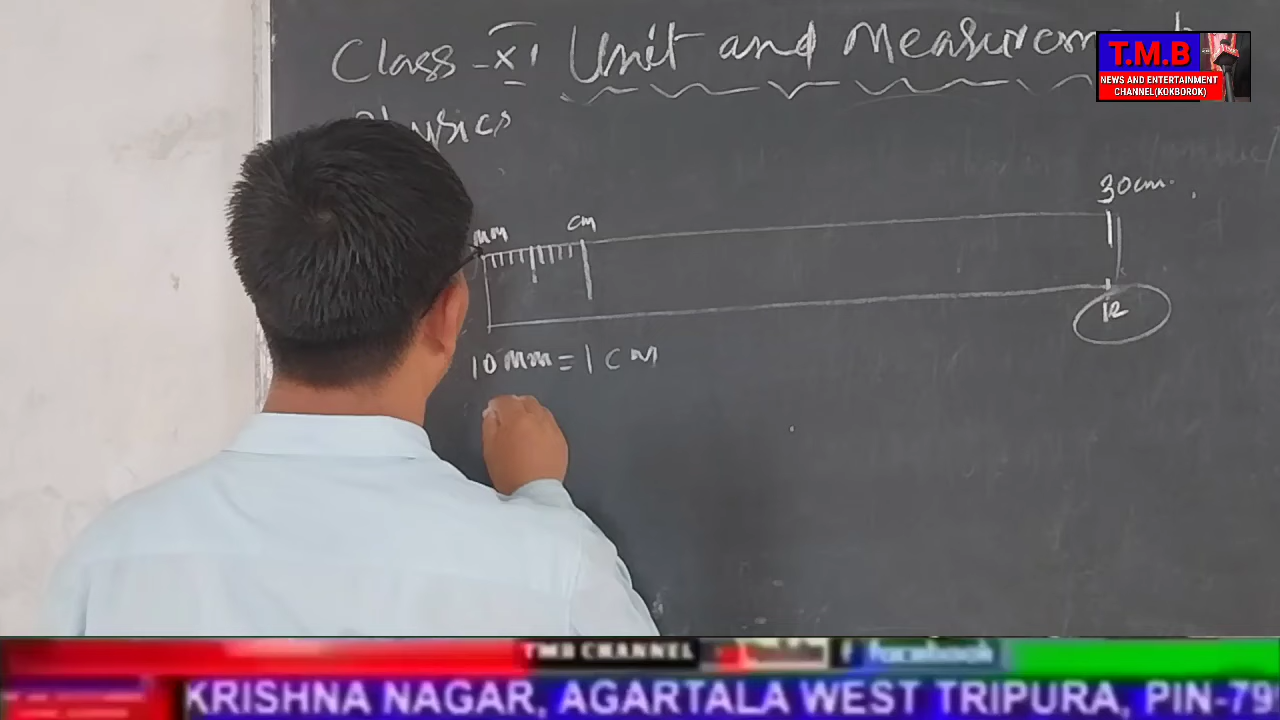 Class - XI Unit and Measurement
Physics
T.M.B
NEWS AND ENTERTAINMENT
CHANNEL(KOKBOROK)
30cm.
mm cm
12
10 mm = 1 cm
TMB CHANNEL facebook
KRISHNA NAGAR, AGARTALA WEST TRIPURA, PIN-79